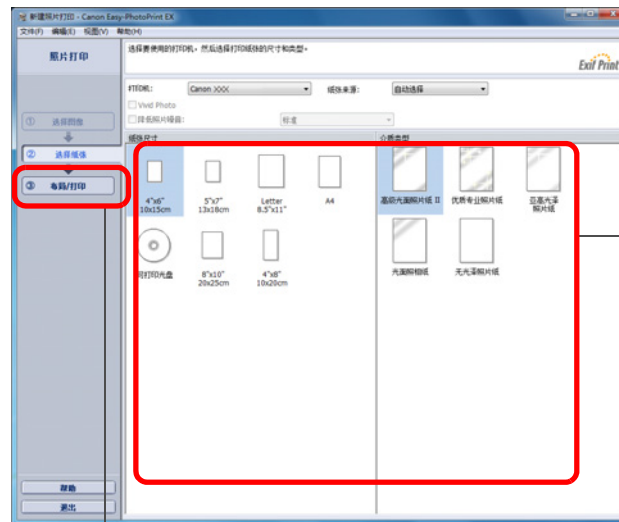 新建照片打印 - Canon Easy-PhotoPrint EX
文件(F) 编辑(E) 视图(V) 帮助(H)
照片打印
选择要使用的打印机，然后选择打印纸张的尺寸和类型。
Exif Print
打印机: Canon XXX 纸张来源: 自动选择
Vivid Photo
降低照片噪音: 标准
① 选择图像
② 选择纸张
③ 布局/打印
纸张尺寸
4"x6"
10x15cm
5"x7"
13x18cm
Letter
8.5"x11"
A4
可打印光盘
8"x10"
20x25cm
4"x8"
10x20cm
介质类型
高级光面照片纸 II
优质专业照片纸
亚高光泽
照片纸
光面照相纸
无光泽照片纸
帮助
退出